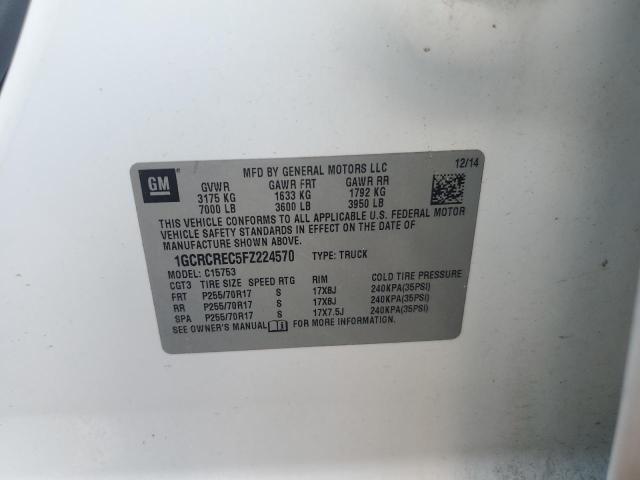 GM
MFD BY GENERAL MOTORS LLC
12/14
GVWR GAWR FRT GAWR RR
3175 KG 1633 KG 1792 KG
7000 LB 3600 LB 3950 LB
THIS VEHICLE CONFORMS TO ALL APPLICABLE U.S. FEDERAL MOTOR
VEHICLE SAFETY STANDARDS IN EFFECT ON THE DATE OF
MANUFACTURE SHOWN ABOVE.
1GCRCREC5FZ224570 TYPE: TRUCK
MODEL: C15753
CGT3 TIRE SIZE SPEED RTG RIM COLD TIRE PRESSURE
FRT P255/70R17 S 17X8J 240KPA(35PSI)
RR P255/70R17 S 17X8J 240KPA(35PSI)
SPA P255/70R17 S 17X7.5J 240KPA(35PSI)
SEE OWNER'S MANUAL FOR MORE INFORMATION.